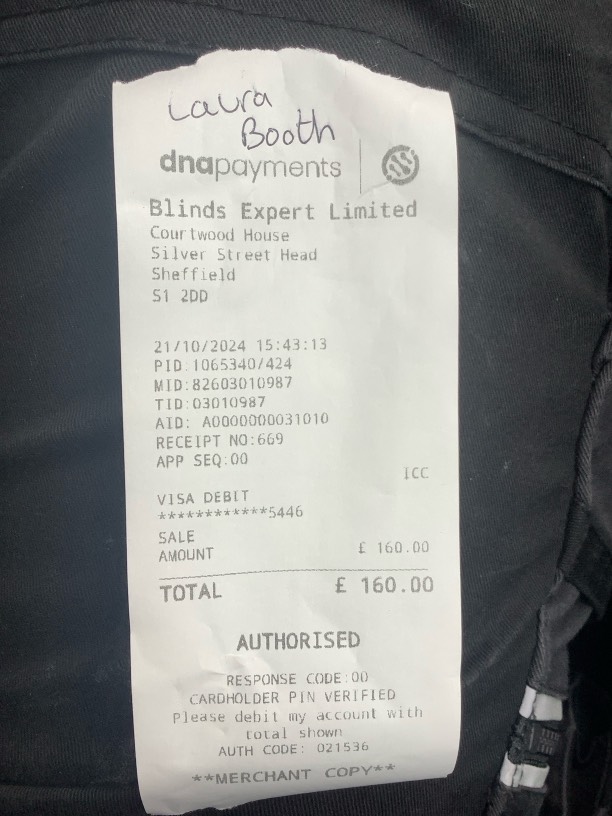 Laura
Booth
dnapayments
Blinds Expert Limited
Courtwood House
Silver Street Head
Sheffield
S1 2DD
21/10/2024 15:43:13
PID:1065340/424
MID:82603010987
TID:03010987
AID: A0000000031010
RECEIPT NO:669
APP SEQ:00
ICC
VISA DEBIT
************5446
SALE
AMOUNT £ 160.00
TOTAL £ 160.00
AUTHORISED
RESPONSE CODE:00
CARDHOLDER PIN VERIFIED
Please debit my account with
total shown
AUTH CODE: 021536
**MERCHANT COPY**